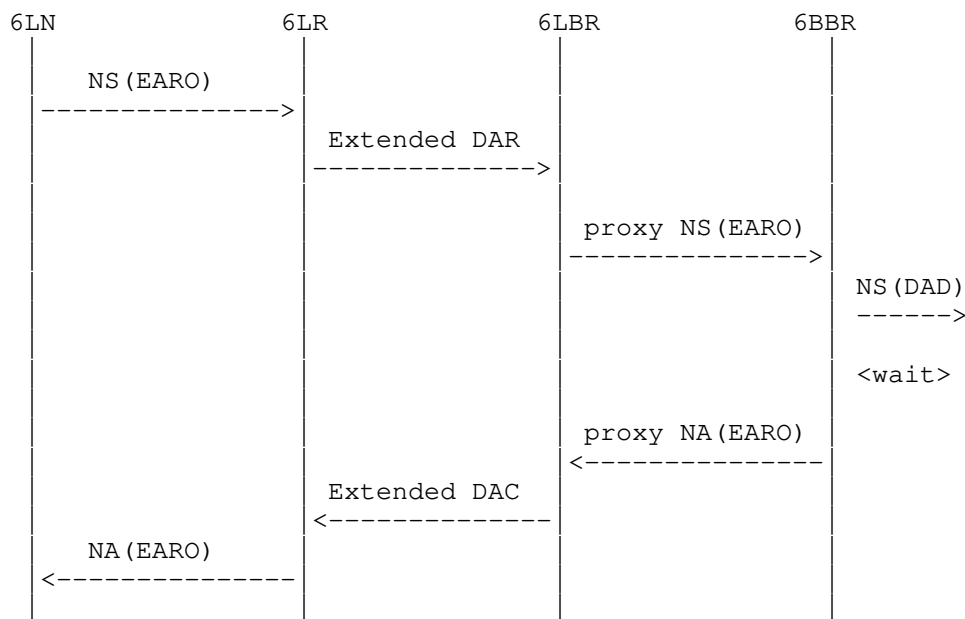 6LN 6LR 6LBR 6BBR
NS(EARO)
Extended DAR
proxy NS(EARO)
NS(DAD)
<wait>
proxy NA(EARO)
Extended DAC
NA(EARO)